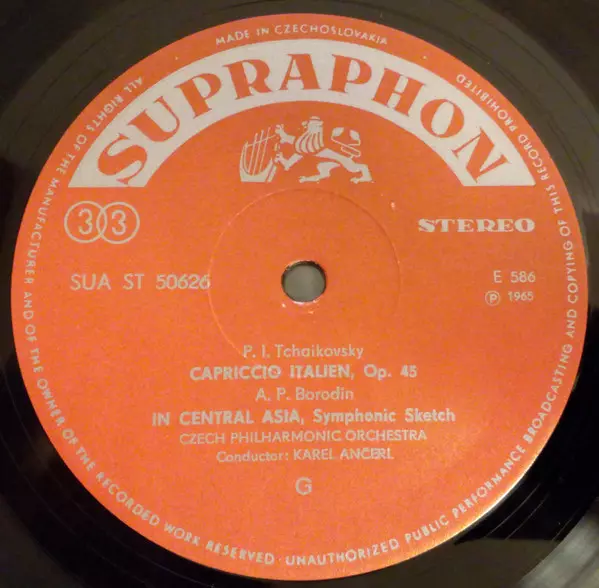 MADE IN CZECHOSLOVAKIA
SUPRAPHON
33
STEREO
SUA ST 50626
E 586
℗ 1965
P. I. Tchaikovsky
CAPRICCIO ITALIEN, Op. 45
A. P. Borodin
IN CENTRAL ASIA, Symphonic Sketch
CZECH PHILHARMONIC ORCHESTRA
Conductor: KAREL ANČERL
G
ALL RIGHTS OF THE MANUFACTURER AND OF THE OWNER OF THE RECORDED WORK RESERVED · UNAUTHORIZED PUBLIC PERFORMANCE BROADCASTING AND COPYING OF THIS RECORD PROHIBITED